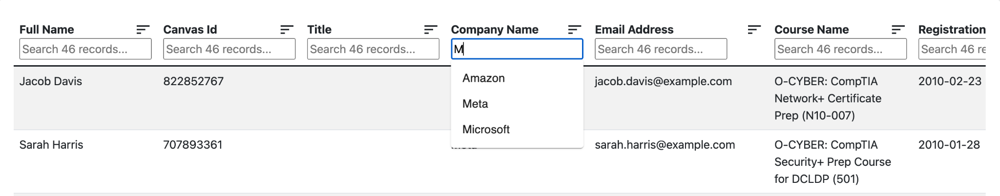 Full Name Canvas Id Title Company Name Email Address Course Name Registration
Search 46 records... Search 46 records... Search 46 records... M Search 46 records... Search 46 records... Search 46 re
Amazon
Meta
Microsoft
Jacob Davis 822852767 jacob.davis@example.com O-CYBER: CompTIA 2010-02-23
Network+ Certificate
Prep (N10-007)
Sarah Harris 707893361 sarah.harris@example.com O-CYBER: CompTIA 2010-01-28
Security+ Prep Course
for DCLDP (501)